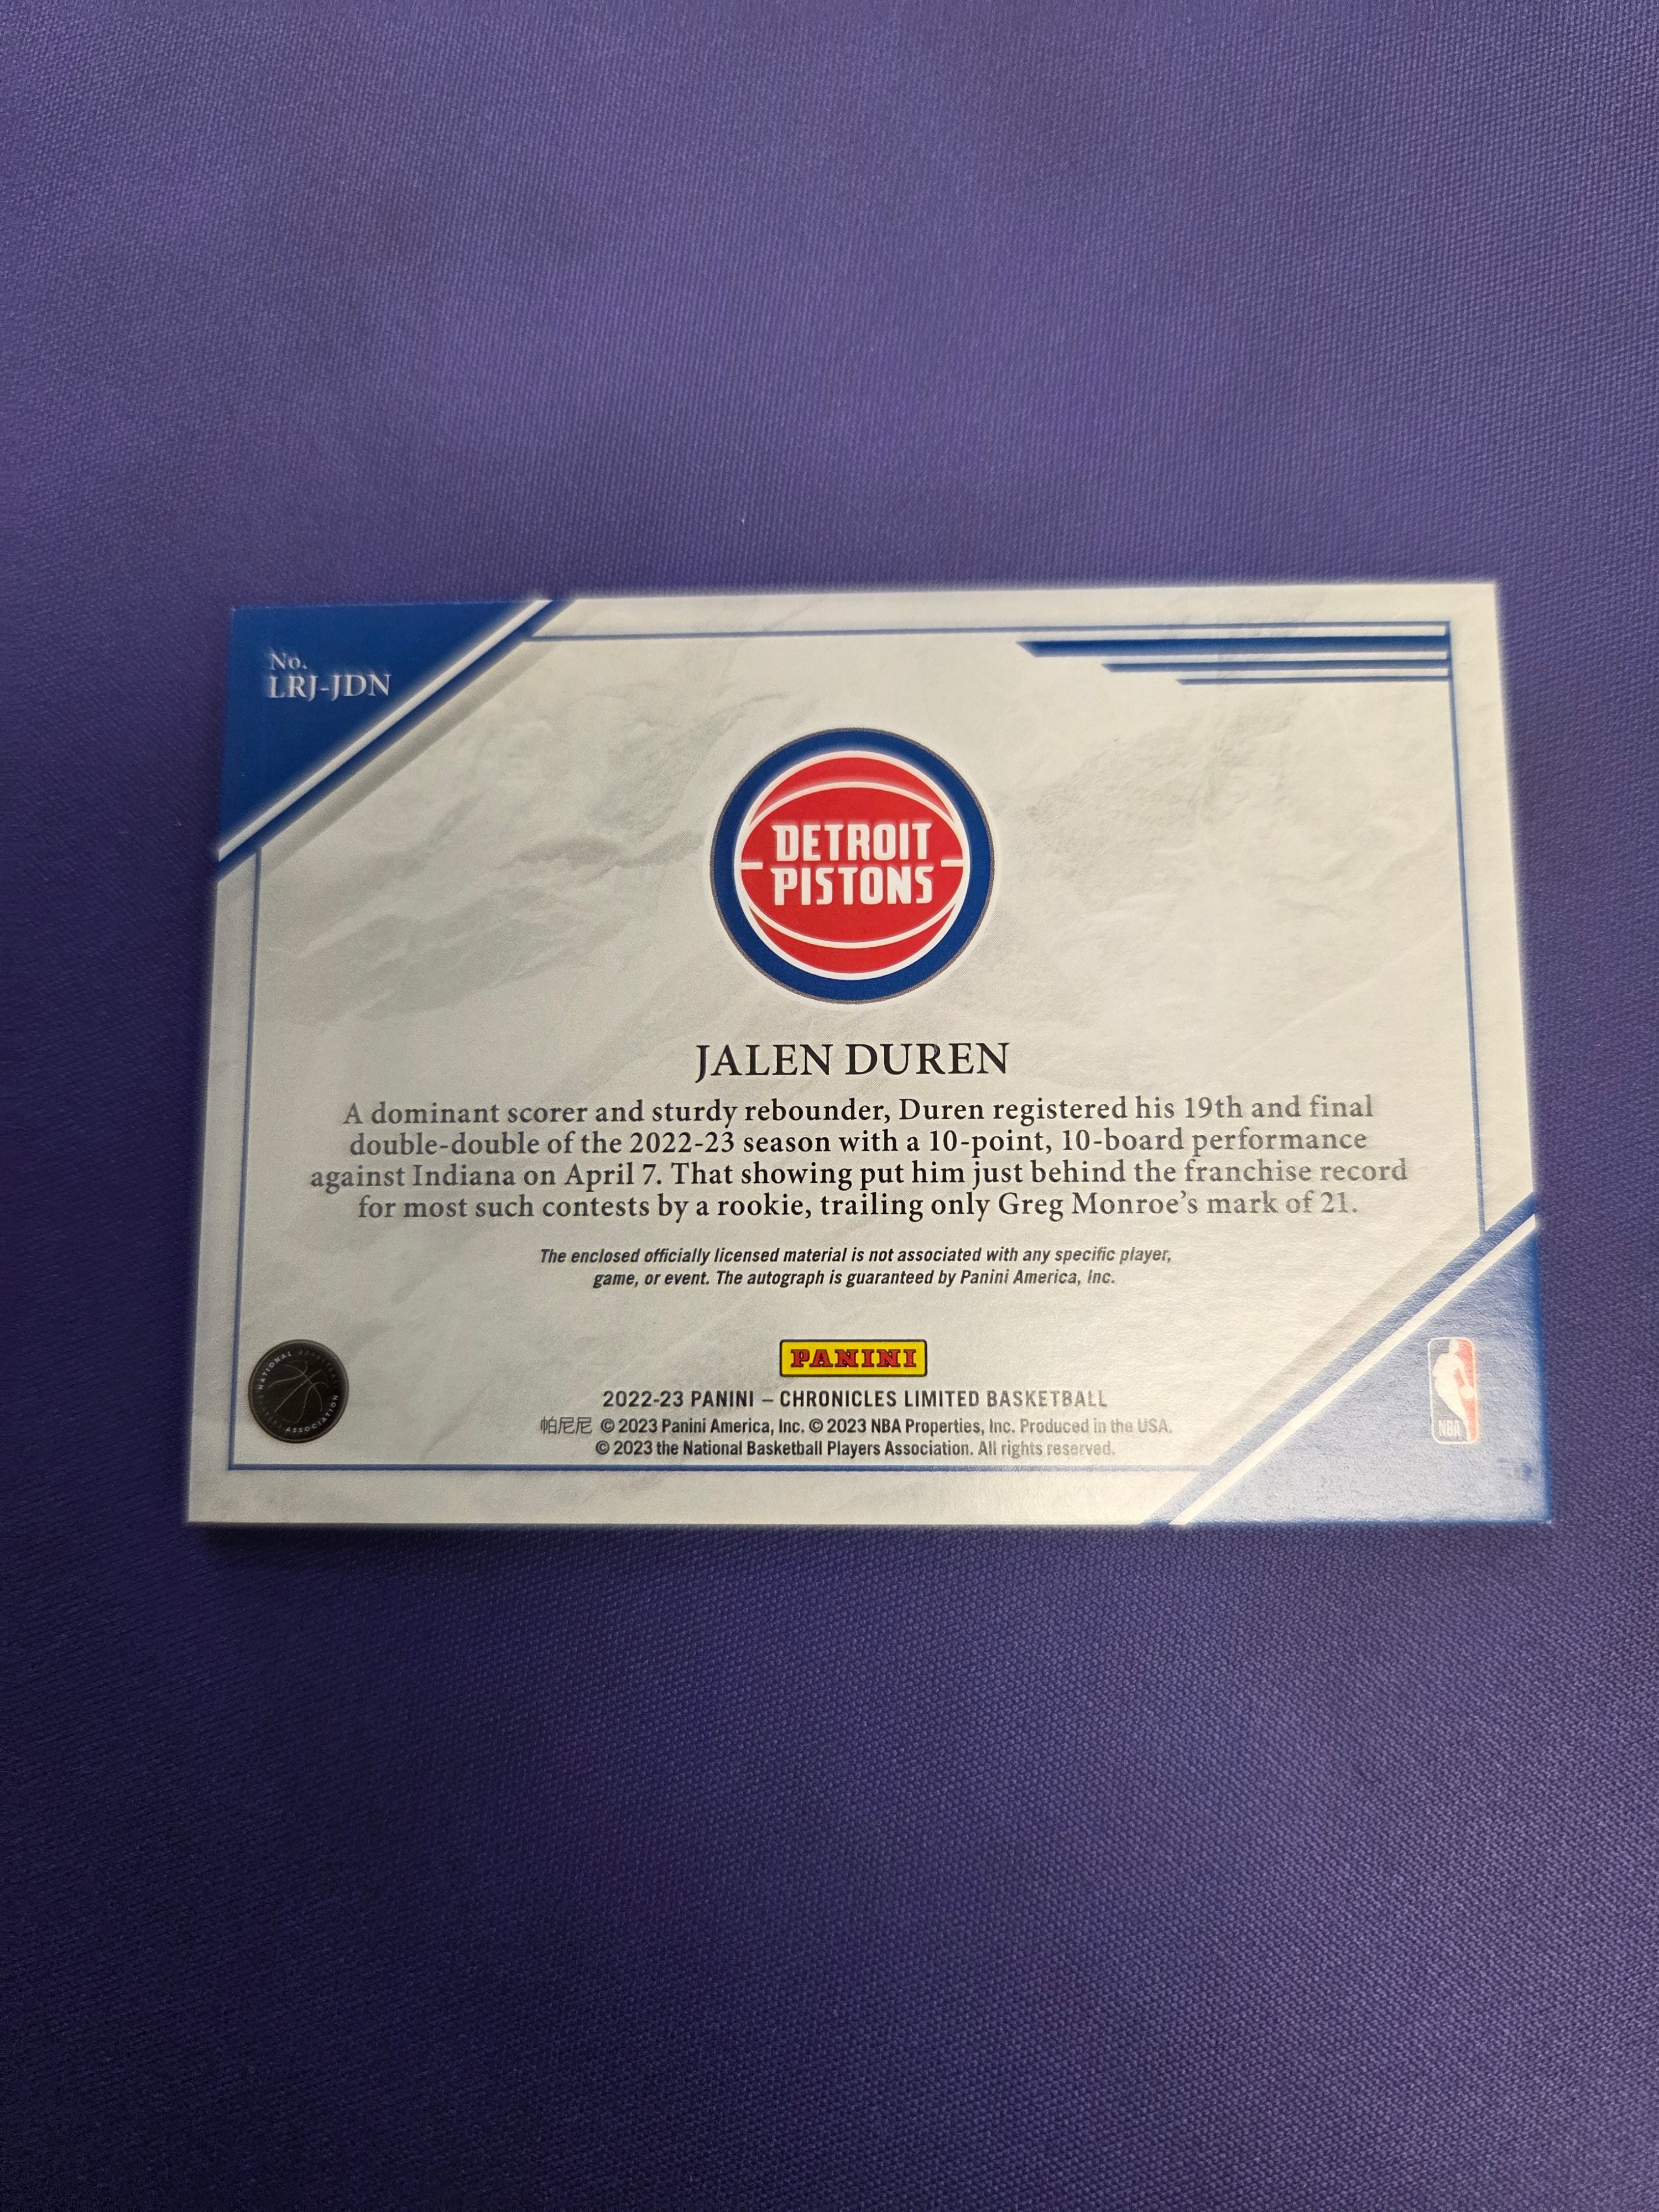 No.
LRJ-JDN
DETROIT
PISTONS
JALEN DUREN
A dominant scorer and sturdy rebounder, Duren registered his 19th and final
double-double of the 2022-23 season with a 10-point, 10-board performance
against Indiana on April 7. That showing put him just behind the franchise record
for most such contests by a rookie, trailing only Greg Monroe's mark of 21.
The enclosed officially licensed material is not associated with any specific player,
game, or event. The autograph is guaranteed by Panini America, Inc.
NATIONAL BASKETBALL
PLAYERS ASSOCIATION
PANINI
2022-23 PANINI – CHRONICLES LIMITED BASKETBALL
帕尼尼 © 2023 Panini America, Inc. © 2023 NBA Properties, Inc. Produced in the USA.
© 2023 the National Basketball Players Association. All rights reserved.
NBA